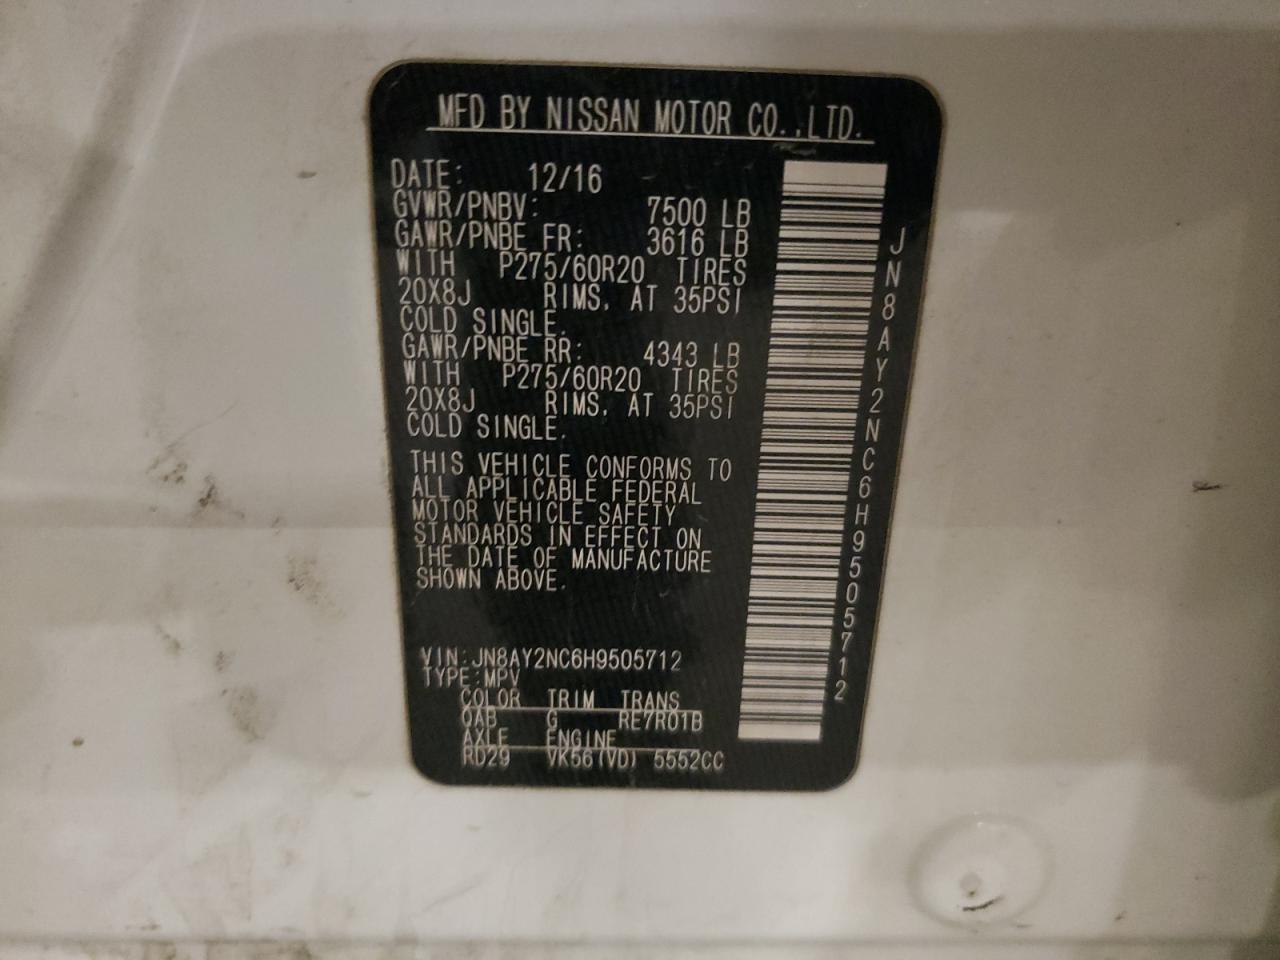 MFD BY NISSAN MOTOR CO.,LTD.
DATE: 12/16
GVWR/PNBV: 7500 LB
GAWR/PNBE FR: 3616 LB
WITH P275/60R20 TIRES
20X8J RIMS, AT 35PSI
COLD SINGLE.
GAWR/PNBE RR: 4343 LB
WITH P275/60R20 TIRES
20X8J RIMS, AT 35PSI
COLD SINGLE.
THIS VEHICLE CONFORMS TO
ALL APPLICABLE FEDERAL
MOTOR VEHICLE SAFETY
STANDARDS IN EFFECT ON
THE DATE OF MANUFACTURE
SHOWN ABOVE.
VIN:JN8AY2NC6H9505712
TYPE:MPV
COLOR TRIM TRANS
QAB G RE7R01B
AXLE ENGINE
RD29 VK56(VD) 5552CC
JN8AY2NC6H9505712